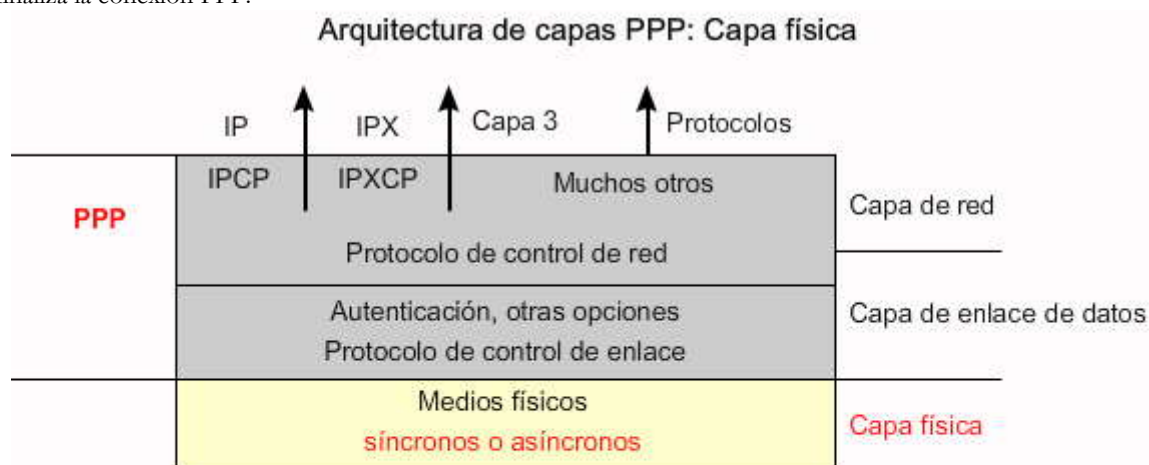 Arquitectura de capas PPP: Capa física
IP IPX Capa 3 Protocolos
IPCP IPXCP Muchos otros
PPP
Capa de red
Protocolo de control de red
Autenticación, otras opciones
Capa de enlace de datos
Protocolo de control de enlace
Medios físicos
síncronos o asíncronos
Capa física